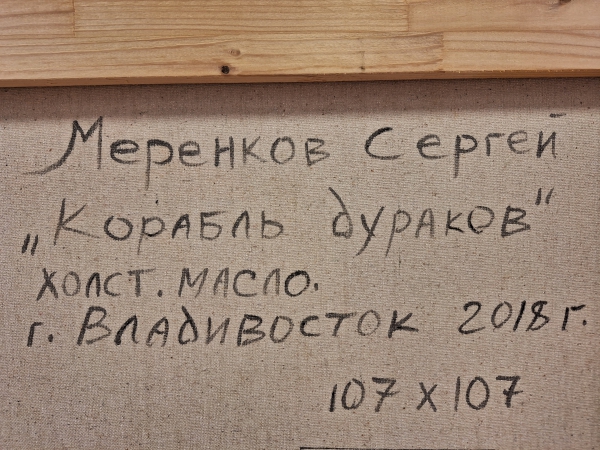 Меренков Сергей
„Корабль дураков"
холст. масло.
г. Владивосток 2018 г.
107 x 107